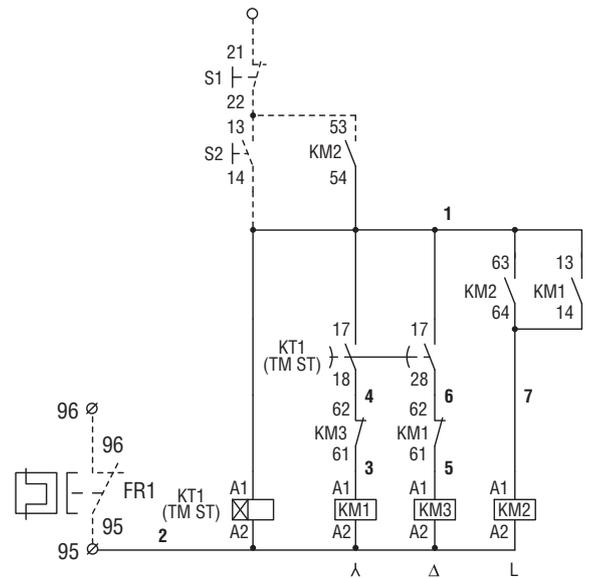 21
S1
22
13
53
S2
KM2
14
54
1
63
13
KM2
KM1
64
14
17
17
KT1
(TM ST)
18
28
4
6
7
96
62
62
96
KM3
KM1
61
61
3
5
FR1
KT1
(TM ST)
A1
A1
A1
A1
KM1
KM3
KM2
95
2
A2
A2
A2
A2
95
⅄
Δ
L